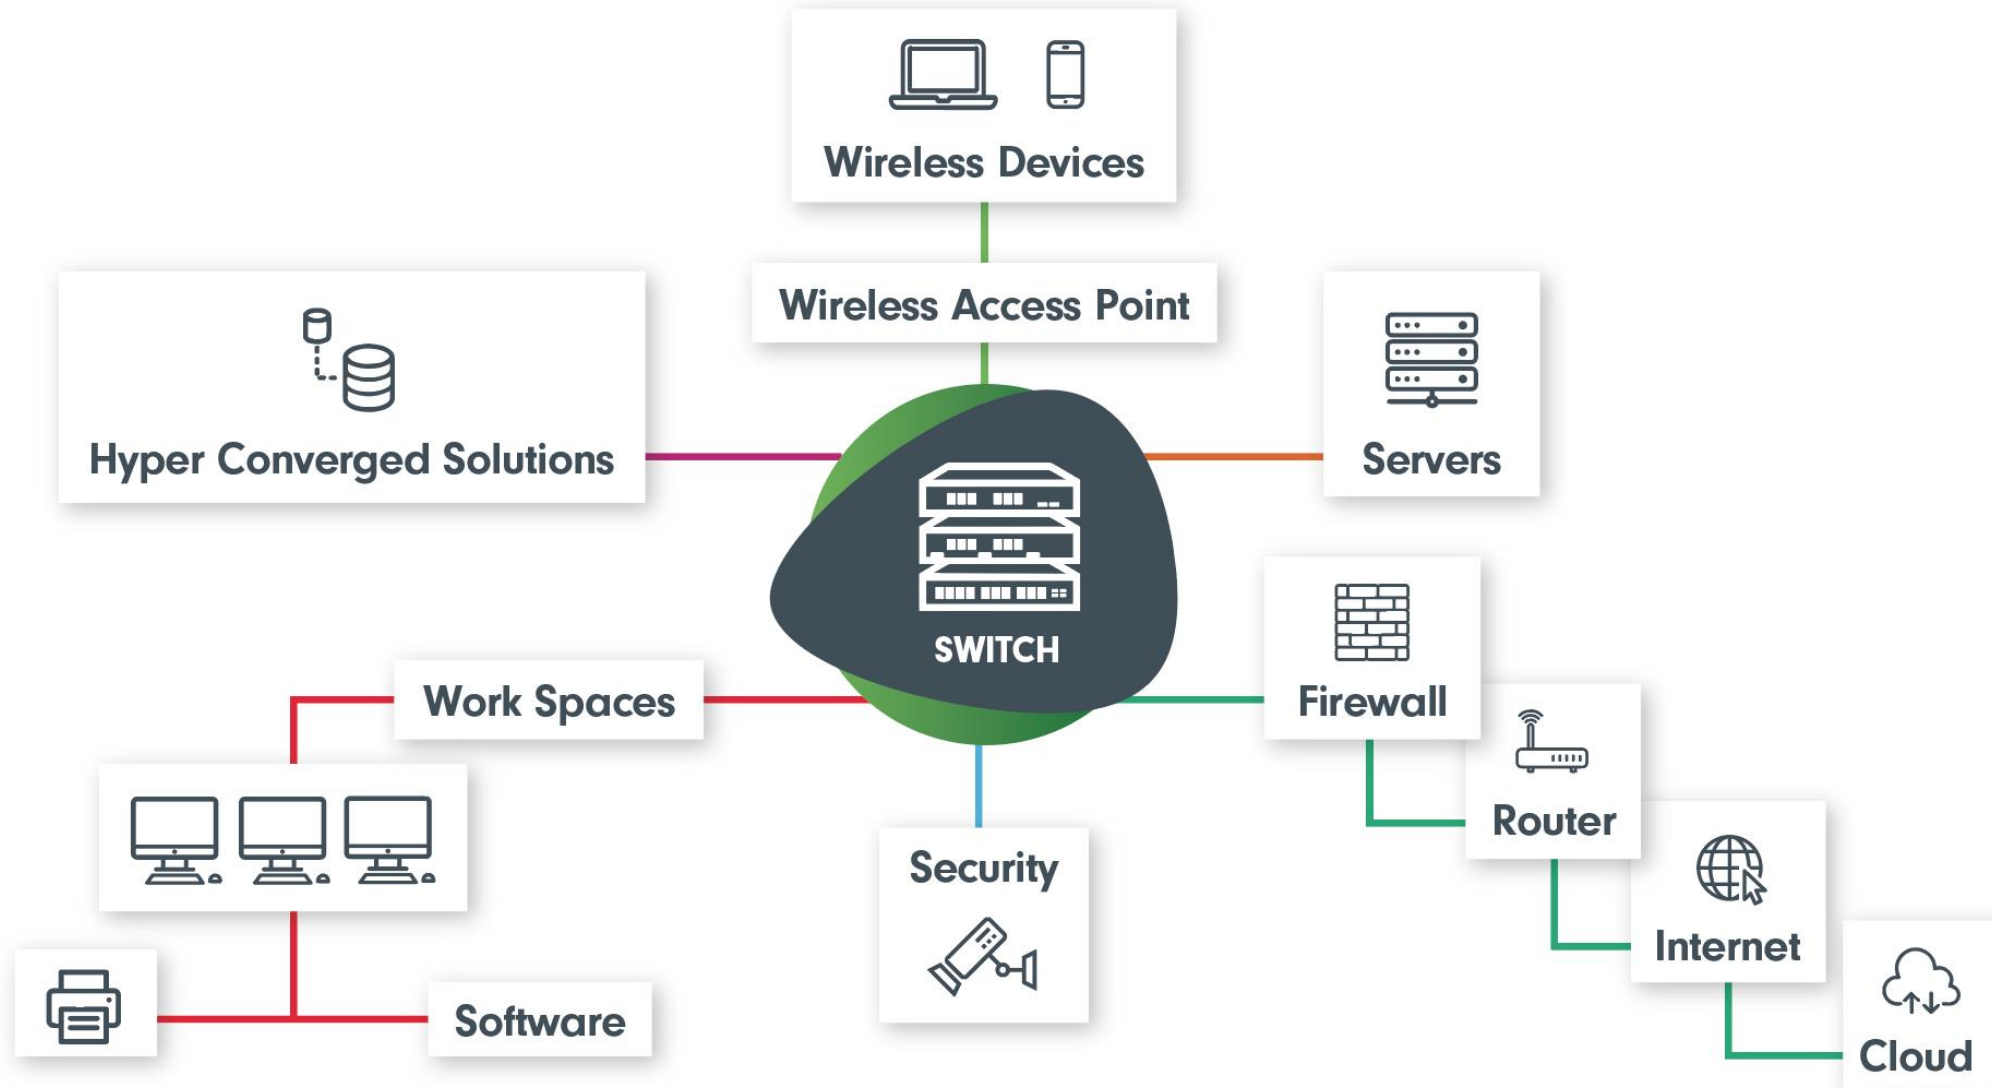 Wireless Devices
Wireless Access Point
Hyper Converged Solutions
Servers
SWITCH
Work Spaces
Firewall
Router
Security
Internet
Software
Cloud